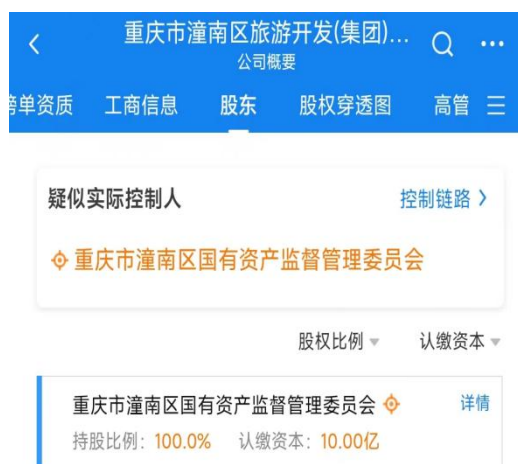 重庆市潼南区旅游开发(集团)...
公司概要
榜单资质 工商信息 股东 股权穿透图 高管
疑似实际控制人 控制链路
重庆市潼南区国有资产监督管理委员会
股权比例 认缴资本
重庆市潼南区国有资产监督管理委员会 详情
持股比例：100.0% 认缴资本：10.00亿